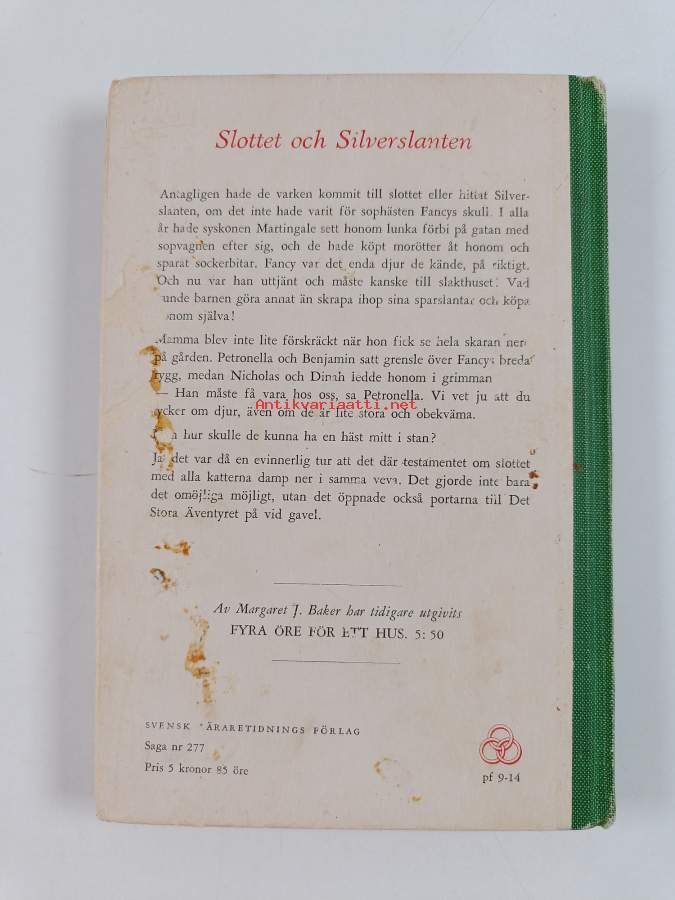 Slottet och Silverslanten
Antagligen hade de varken kommit till slottet eller hittat Silver-
slanten, om det inte hade varit för sophästen Fancys skull. I alla
år hade syskonen Martingale sett honom lunka förbi på gatan med
sopvagnen efter sig, och de hade köpt morötter åt honom och
sparat sockerbitar. Fancy var det enda djur de kände, på riktigt.
Och nu var han uttjänt och måste kanske till slakthuset! Vad
unde barnen göra annat än skrapa ihop sina sparslantar och köpa
onom själva!
Mamma blev inte lite förskräckt när hon fick se hela skaran nere
på gården. Petronella och Benjamin satt grensle över Fancys breda
rygg, medan Nicholas och Dinah ledde honom i grimman
— Han måste få vara hos oss, sa Petronella. Vi vet ju att du
ycker om djur, även om de är lite stora och obekväma.
hur skulle de kunna ha en häst mitt i stan?
Ja det var då en evinnerlig tur att det där testamentet om slottet
med alla katterna damp ner i samma veva. Det gjorde inte bara
det omöjliga möjligt, utan det öppnade också portarna till Det
Stora Äventyret på vid gavel.
Antikvariaatti.net
Av Margaret J. Baker har tidigare utgivits
FYRA ÖRE FÖR ETT HUS. 5:50
SVENSK LÄRARETIDNINGS FÖRLAG
Saga nr 277
Pris 5 kronor 85 öre
pf 9-14